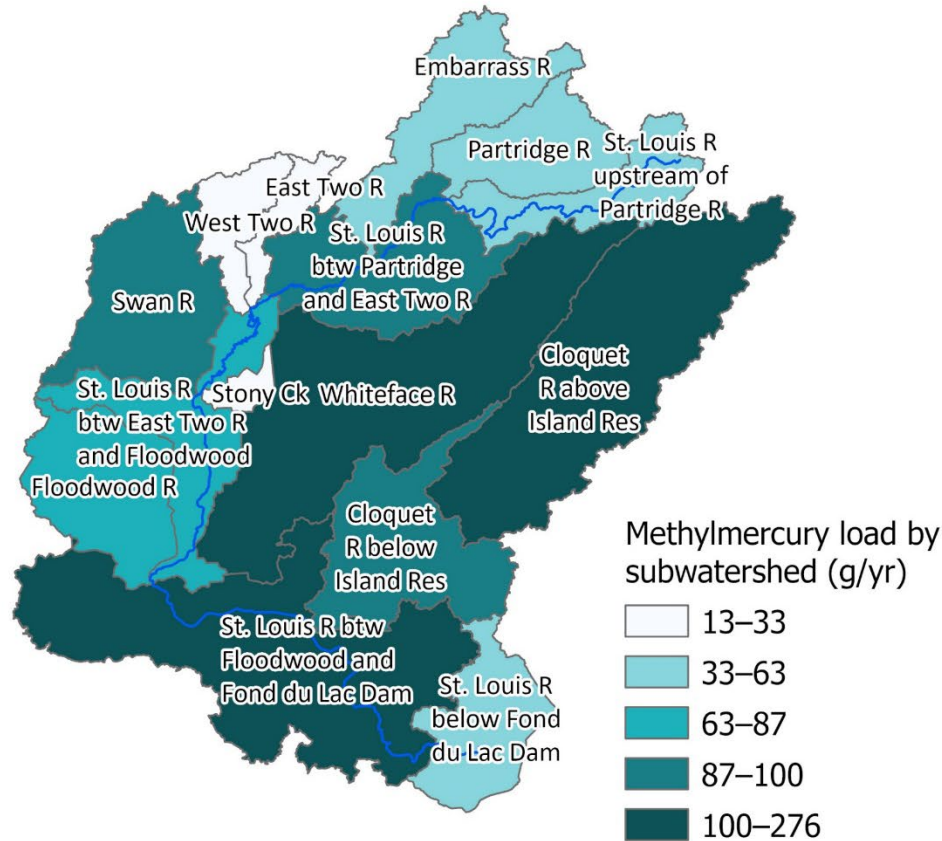 Embarrass R
Partridge R
St. Louis R
upstream of
Partridge R
East Two R
West Two R
St. Louis R
btw Partridge
and East Two R
Swan R
Cloquet
R above
Island Res
St. Louis R
btw East Two R
and Floodwood
Stony Ck
Whiteface R
Floodwood R
Cloquet
R below
Island Res
St. Louis R btw
Floodwood and
Fond du Lac Dam
St. Louis R
below Fond
du Lac Dam
Methylmercury load by
subwatershed (g/yr)
13–33
33–63
63–87
87–100
100–276